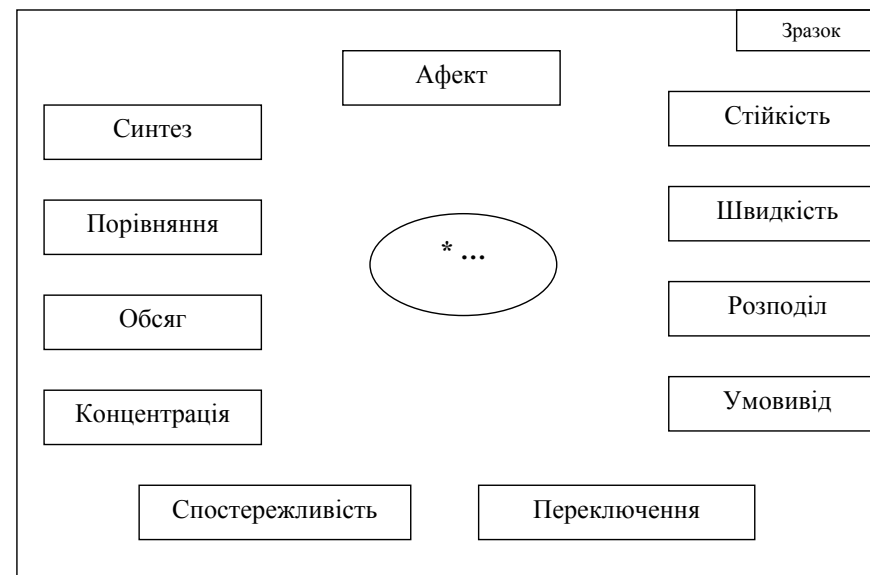 Зразок
Афект
Синтез
Стійкість
Порівняння
Швидкість
* ...
Обсяг
Розподіл
Концентрація
Умовивід
Спостережливість
Переключення